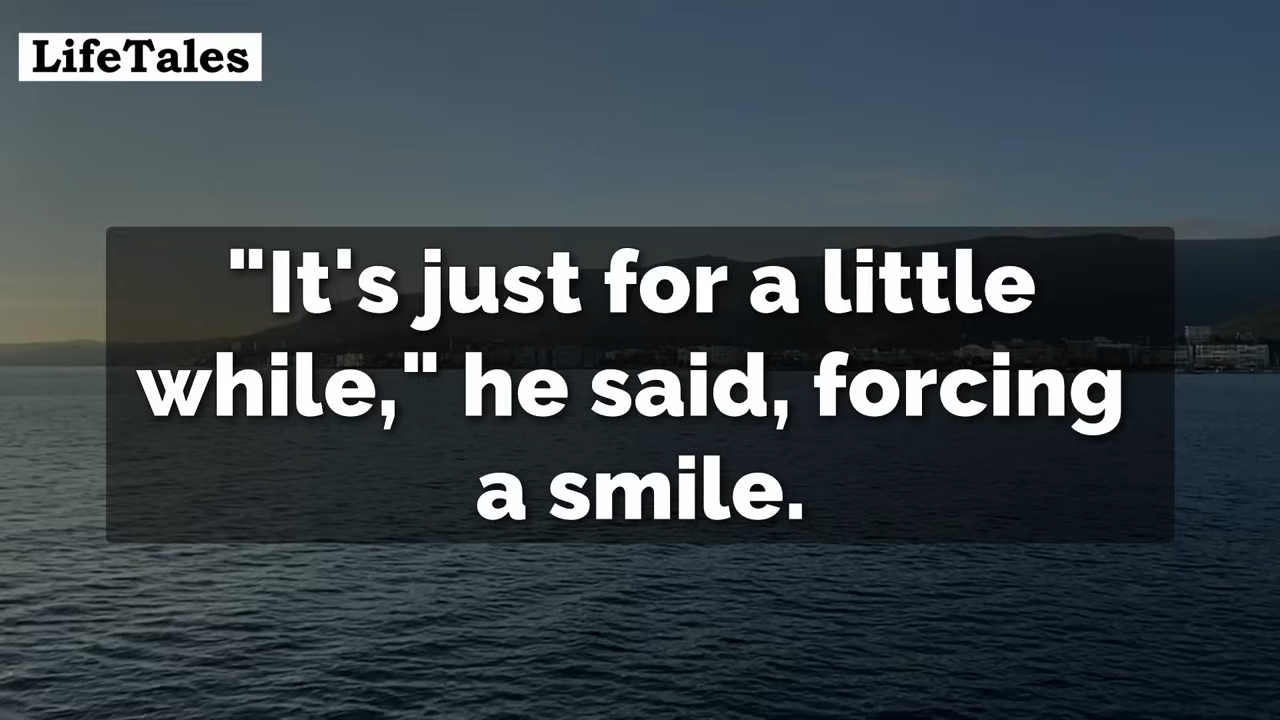 LifeTales
"It's just for a little
while," he said, forcing
a smile.